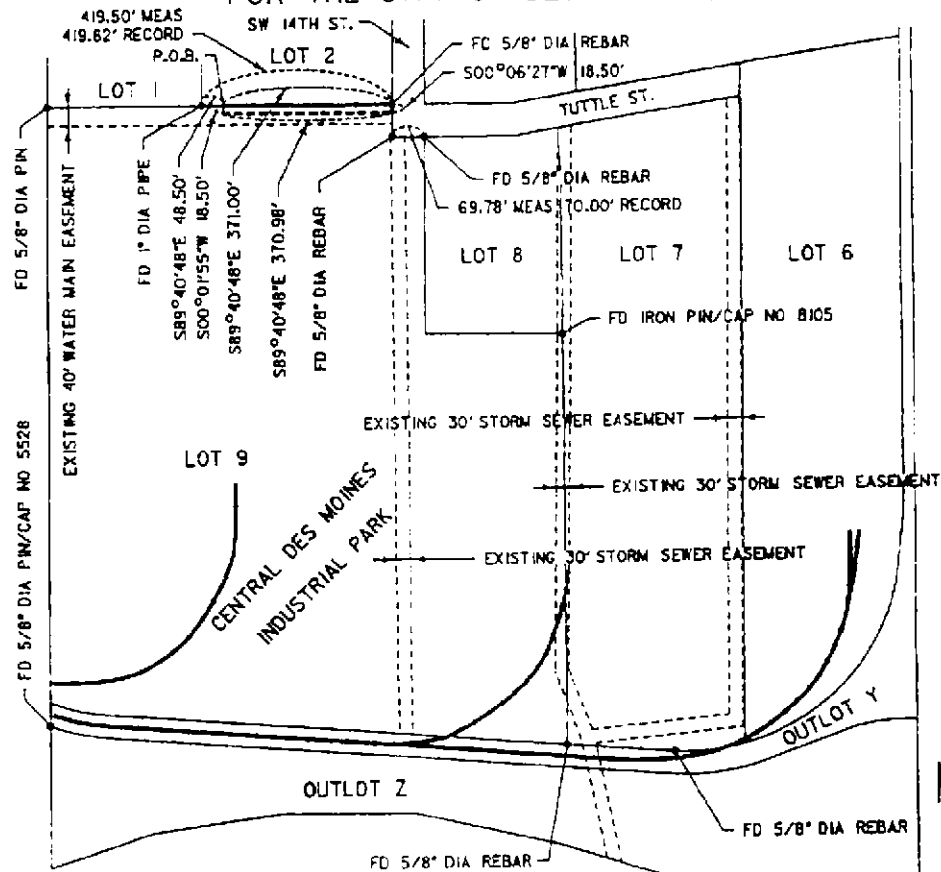 419.50' MEAS
419.62' RECORD
SW 14TH ST.
P.O.B.
LOT 2
FD 5/8" DIA REBAR
S00°06'27"W 18.50'
LOT 1
TUTTLE ST.
FD 5/8" DIA PIN
EXISTING 40' WATER MAIN EASEMENT
FD 1" DIA PIPE
S89°40'48"E 48.50'
S00°01'55"W 18.50'
S89°40'48"E 371.00'
S89°40'48"E 370.98'
FD 5/8" DIA REBAR
FD 5/8" DIA REBAR
69.78' MEAS 70.00' RECORD
LOT 8
LOT 7
LOT 6
FD IRON PIN/CAP NO 8105
EXISTING 30' STORM SEWER EASEMENT
LOT 9
EXISTING 30' STORM SEWER EASEMENT
CENTRAL DES MOINES
INDUSTRIAL PARK
EXISTING 30' STORM SEWER EASEMENT
FD 5/8" DIA PIN/CAP NO 5528
OUTLOT Y
OUTLOT Z
FD 5/8" DIA REBAR
FD 5/8" DIA REBAR